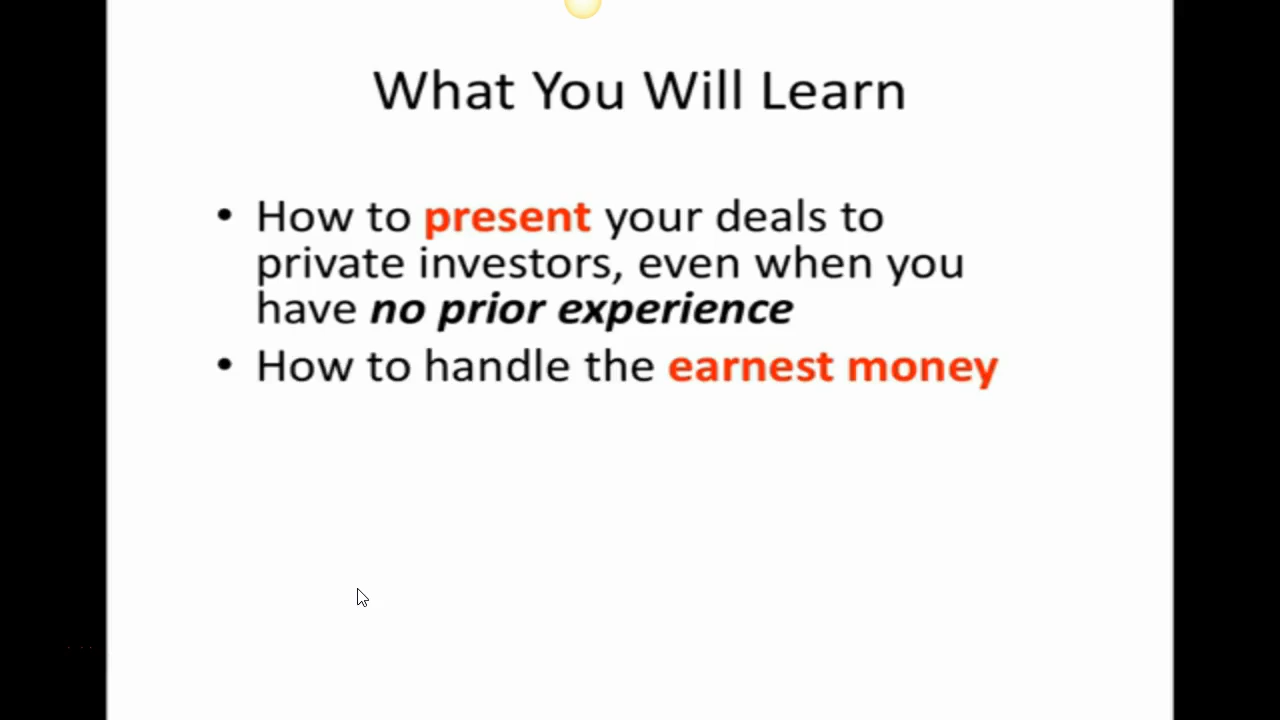 What You Will Learn
• How to present your deals to
private investors, even when you
have no prior experience
• How to handle the earnest money